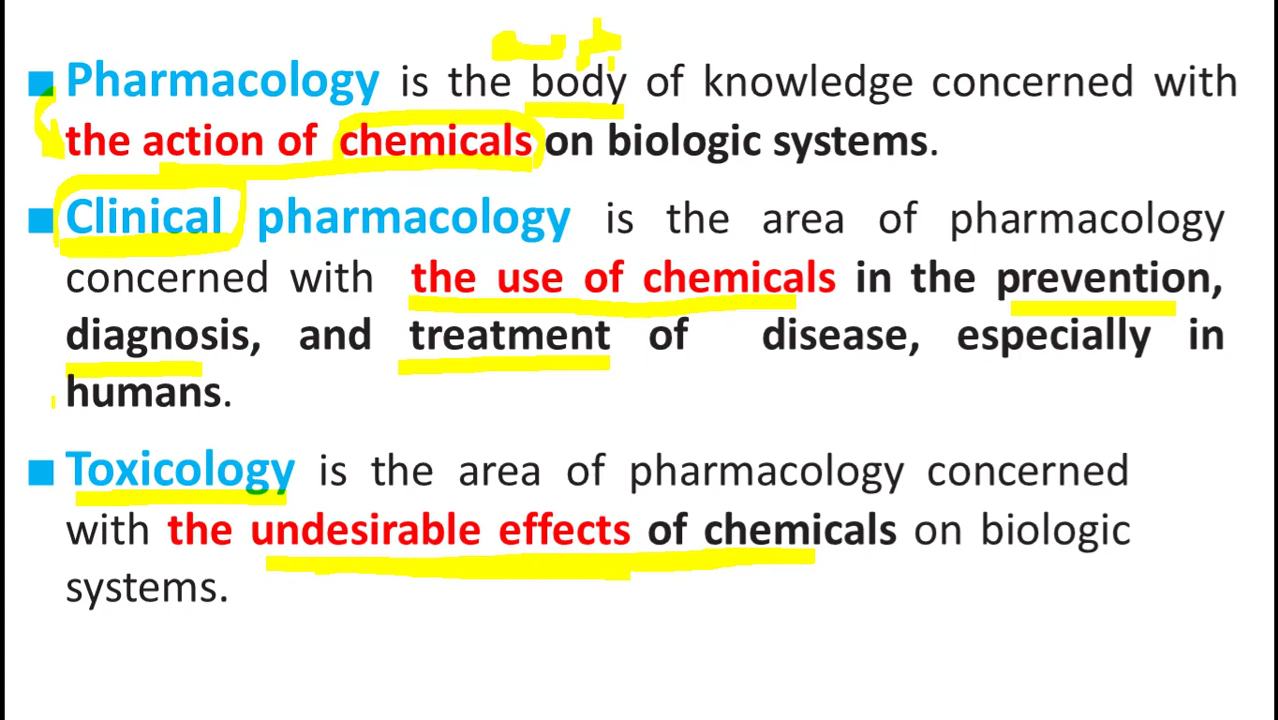 Pharmacology is the body of knowledge concerned with
the action of chemicals on biologic systems.
Clinical pharmacology is the area of pharmacology
concerned with the use of chemicals in the prevention,
diagnosis, and treatment of disease, especially in
humans.
Toxicology is the area of pharmacology concerned
with the undesirable effects of chemicals on biologic
systems.